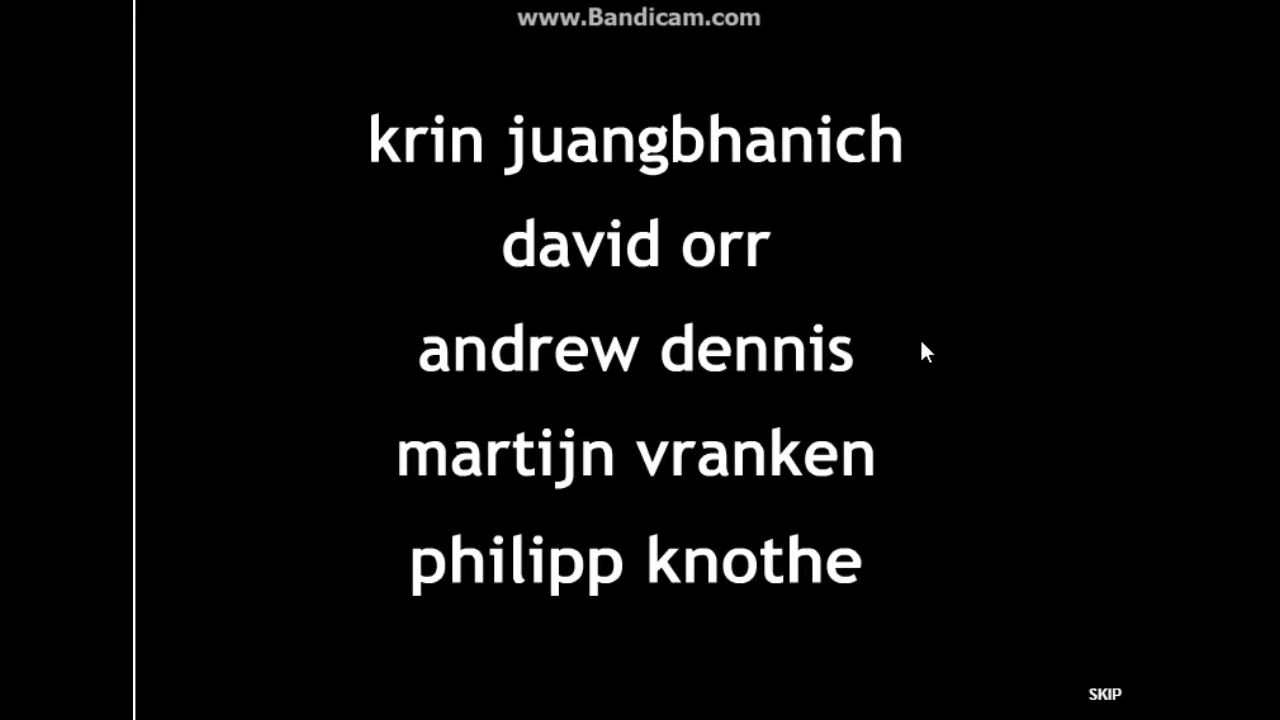 www.Bandicam.com
krin juangbhanich
david orr
andrew dennis
martijn vranken
philipp knothe
SKIP